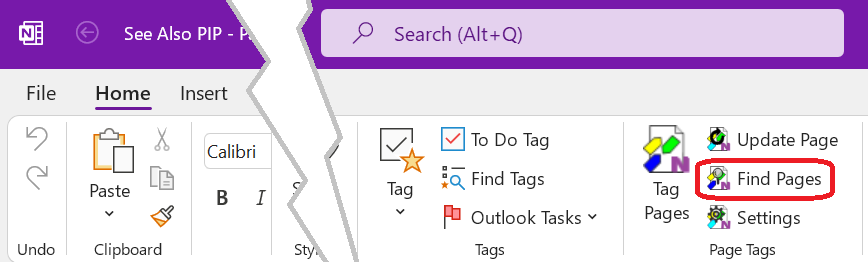 See Also PIP - P
Search (Alt+Q)
File
Home
Insert
Paste
Calibri
B
I
Undo
Clipboard
Tag
To Do Tag
Find Tags
Outlook Tasks
Tags
Tag
Pages
Update Page
Find Pages
Settings
Page Tags